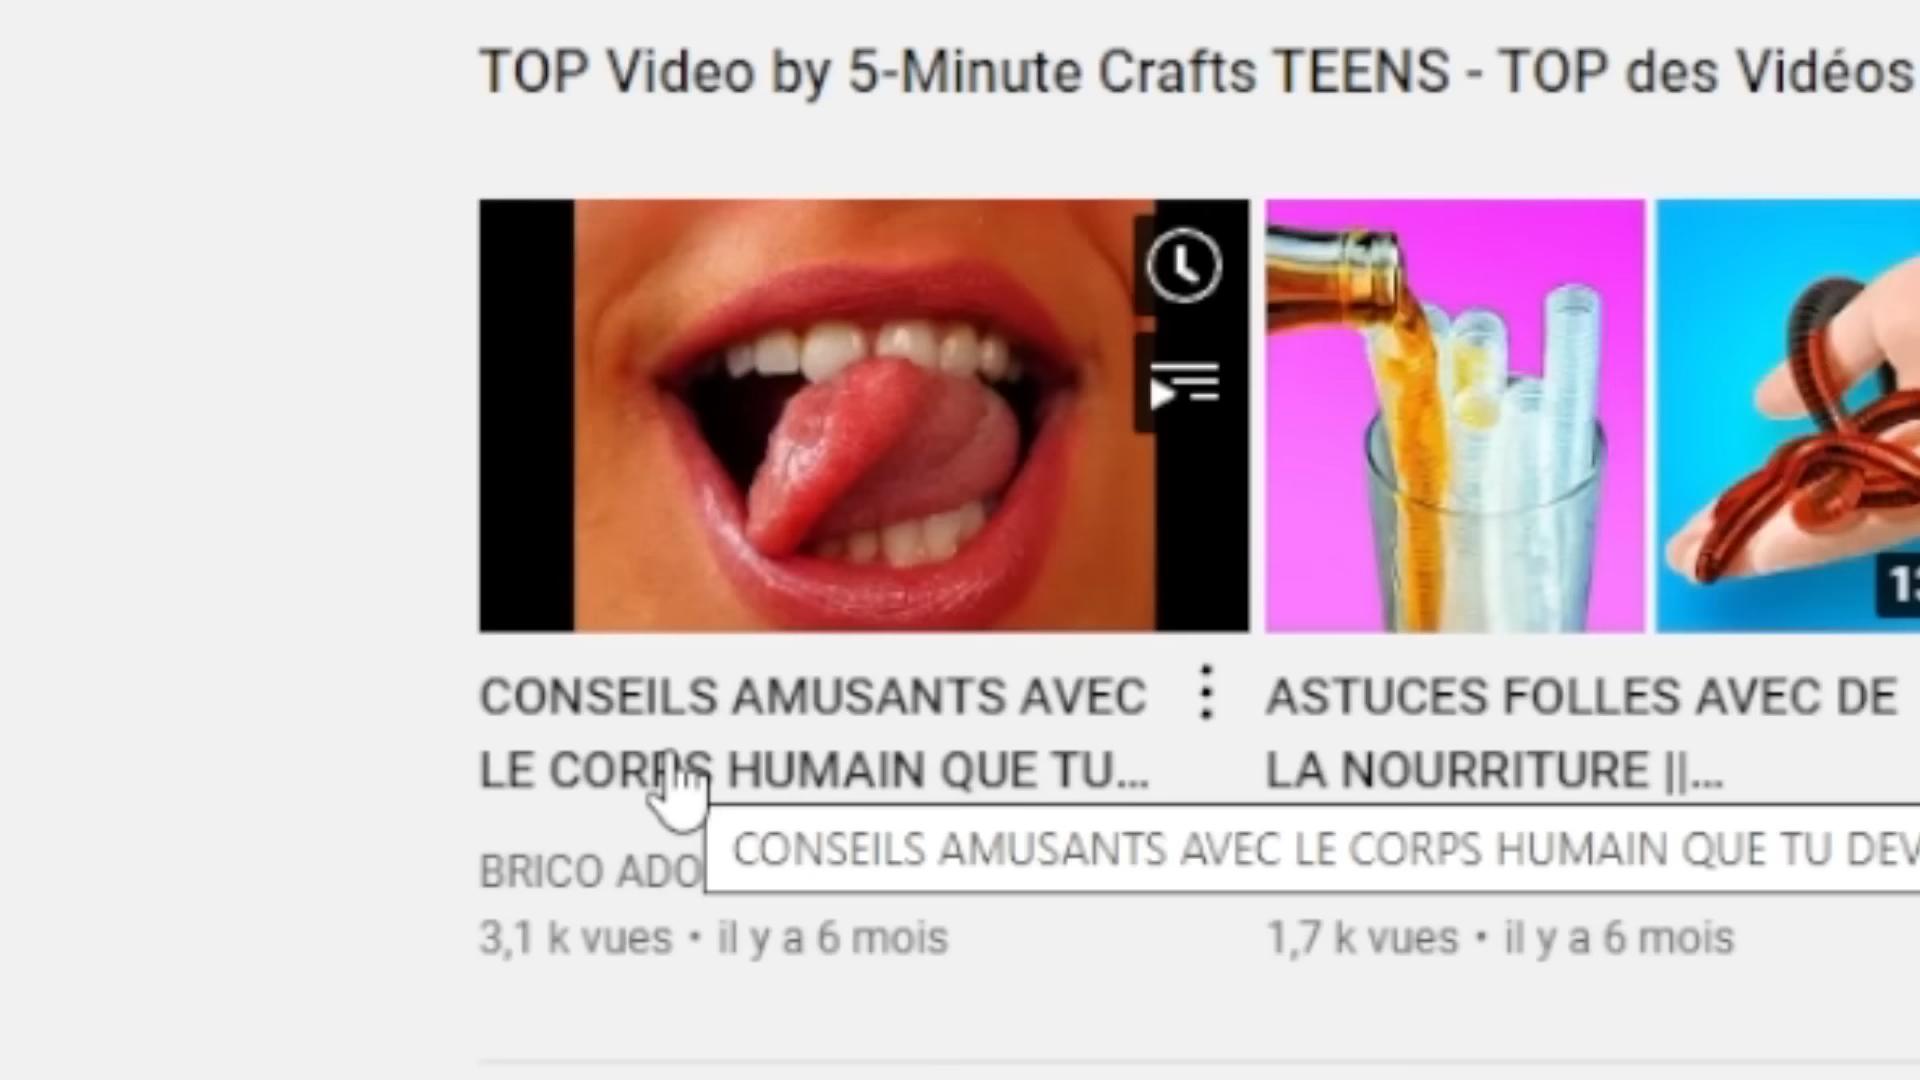 TOP Video by 5-Minute Crafts TEENS - TOP des Vidéos
CONSEILS AMUSANTS AVEC
LE CORPS HUMAIN QUE TU...
BRICO ADO
3,1 k vues • il y a 6 mois
ASTUCES FOLLES AVEC DE
LA NOURRITURE ||...
1,7 k vues • il y a 6 mois
CONSEILS AMUSANTS AVEC LE CORPS HUMAIN QUE TU DEV